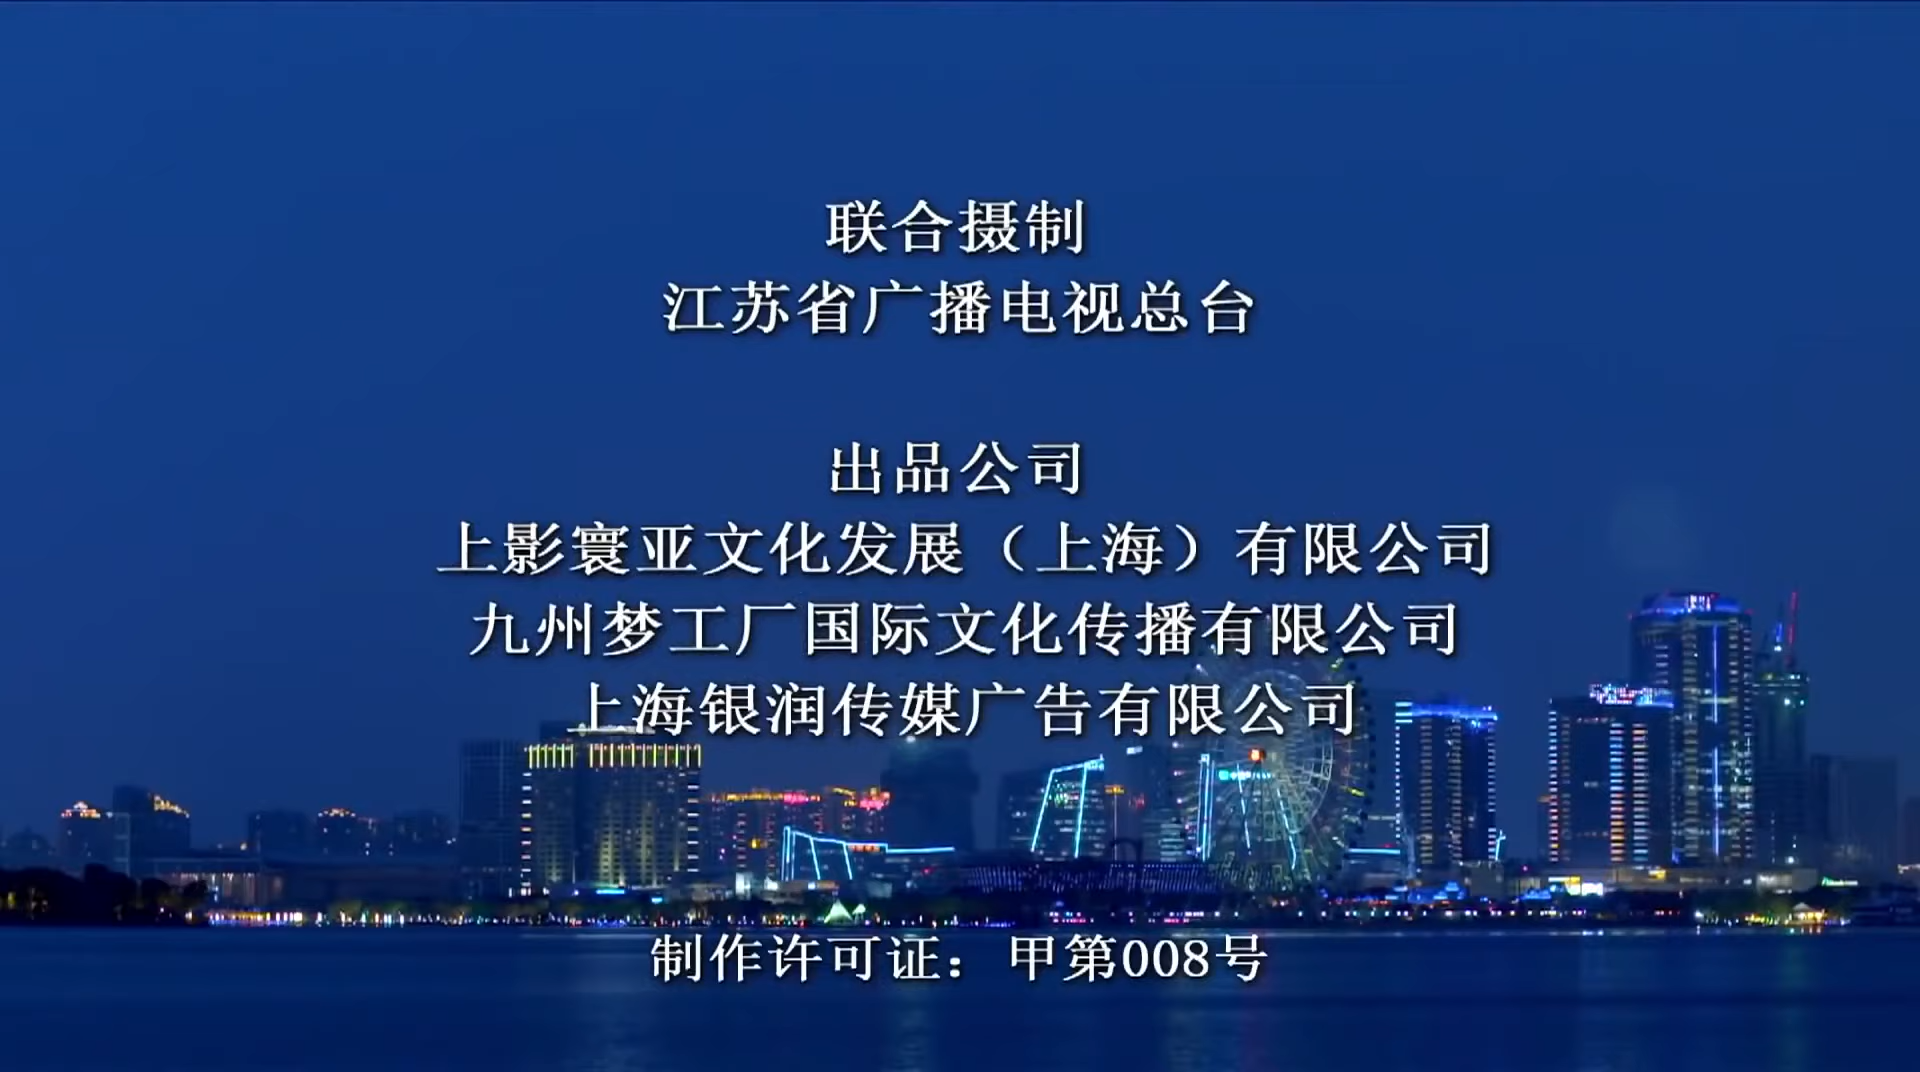 联合摄制
江苏省广播电视总台
出品公司
上影寰亚文化发展（上海）有限公司
九州梦工厂国际文化传播有限公司
上海银润传媒广告有限公司
制作许可证：甲第008号